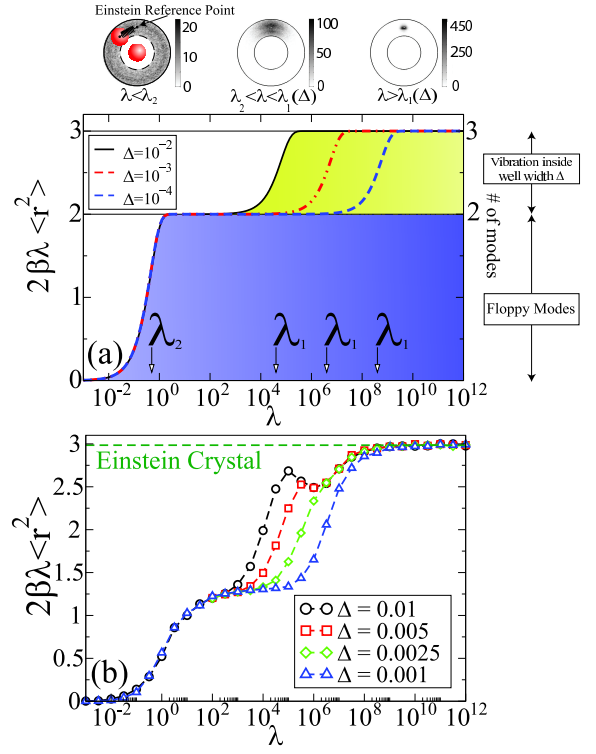 Einstein Reference Point
20
10
0
100
50
0
450
250
0
λ<λ2
λ2<λ<λ1(Δ)
λ>λ1(Δ)
3
2
1
0
2βλ <r²>
Δ=10⁻²
Δ=10⁻³
Δ=10⁻⁴
(a)
λ2
λ1
λ1
λ1
10⁻² 10⁰ 10² 10⁴ 10⁶ 10⁸ 10¹⁰ 10¹²
λ
3
2
# of modes
Vibration inside
well width Δ
Floppy Modes
3
2.5
2
1.5
1
0.5
0
2βλ<r²>
Einstein Crystal
(b)
Δ = 0.01
Δ = 0.005
Δ = 0.0025
Δ = 0.001
10⁻² 10⁰ 10² 10⁴ 10⁶ 10⁸ 10¹⁰ 10¹²
λ